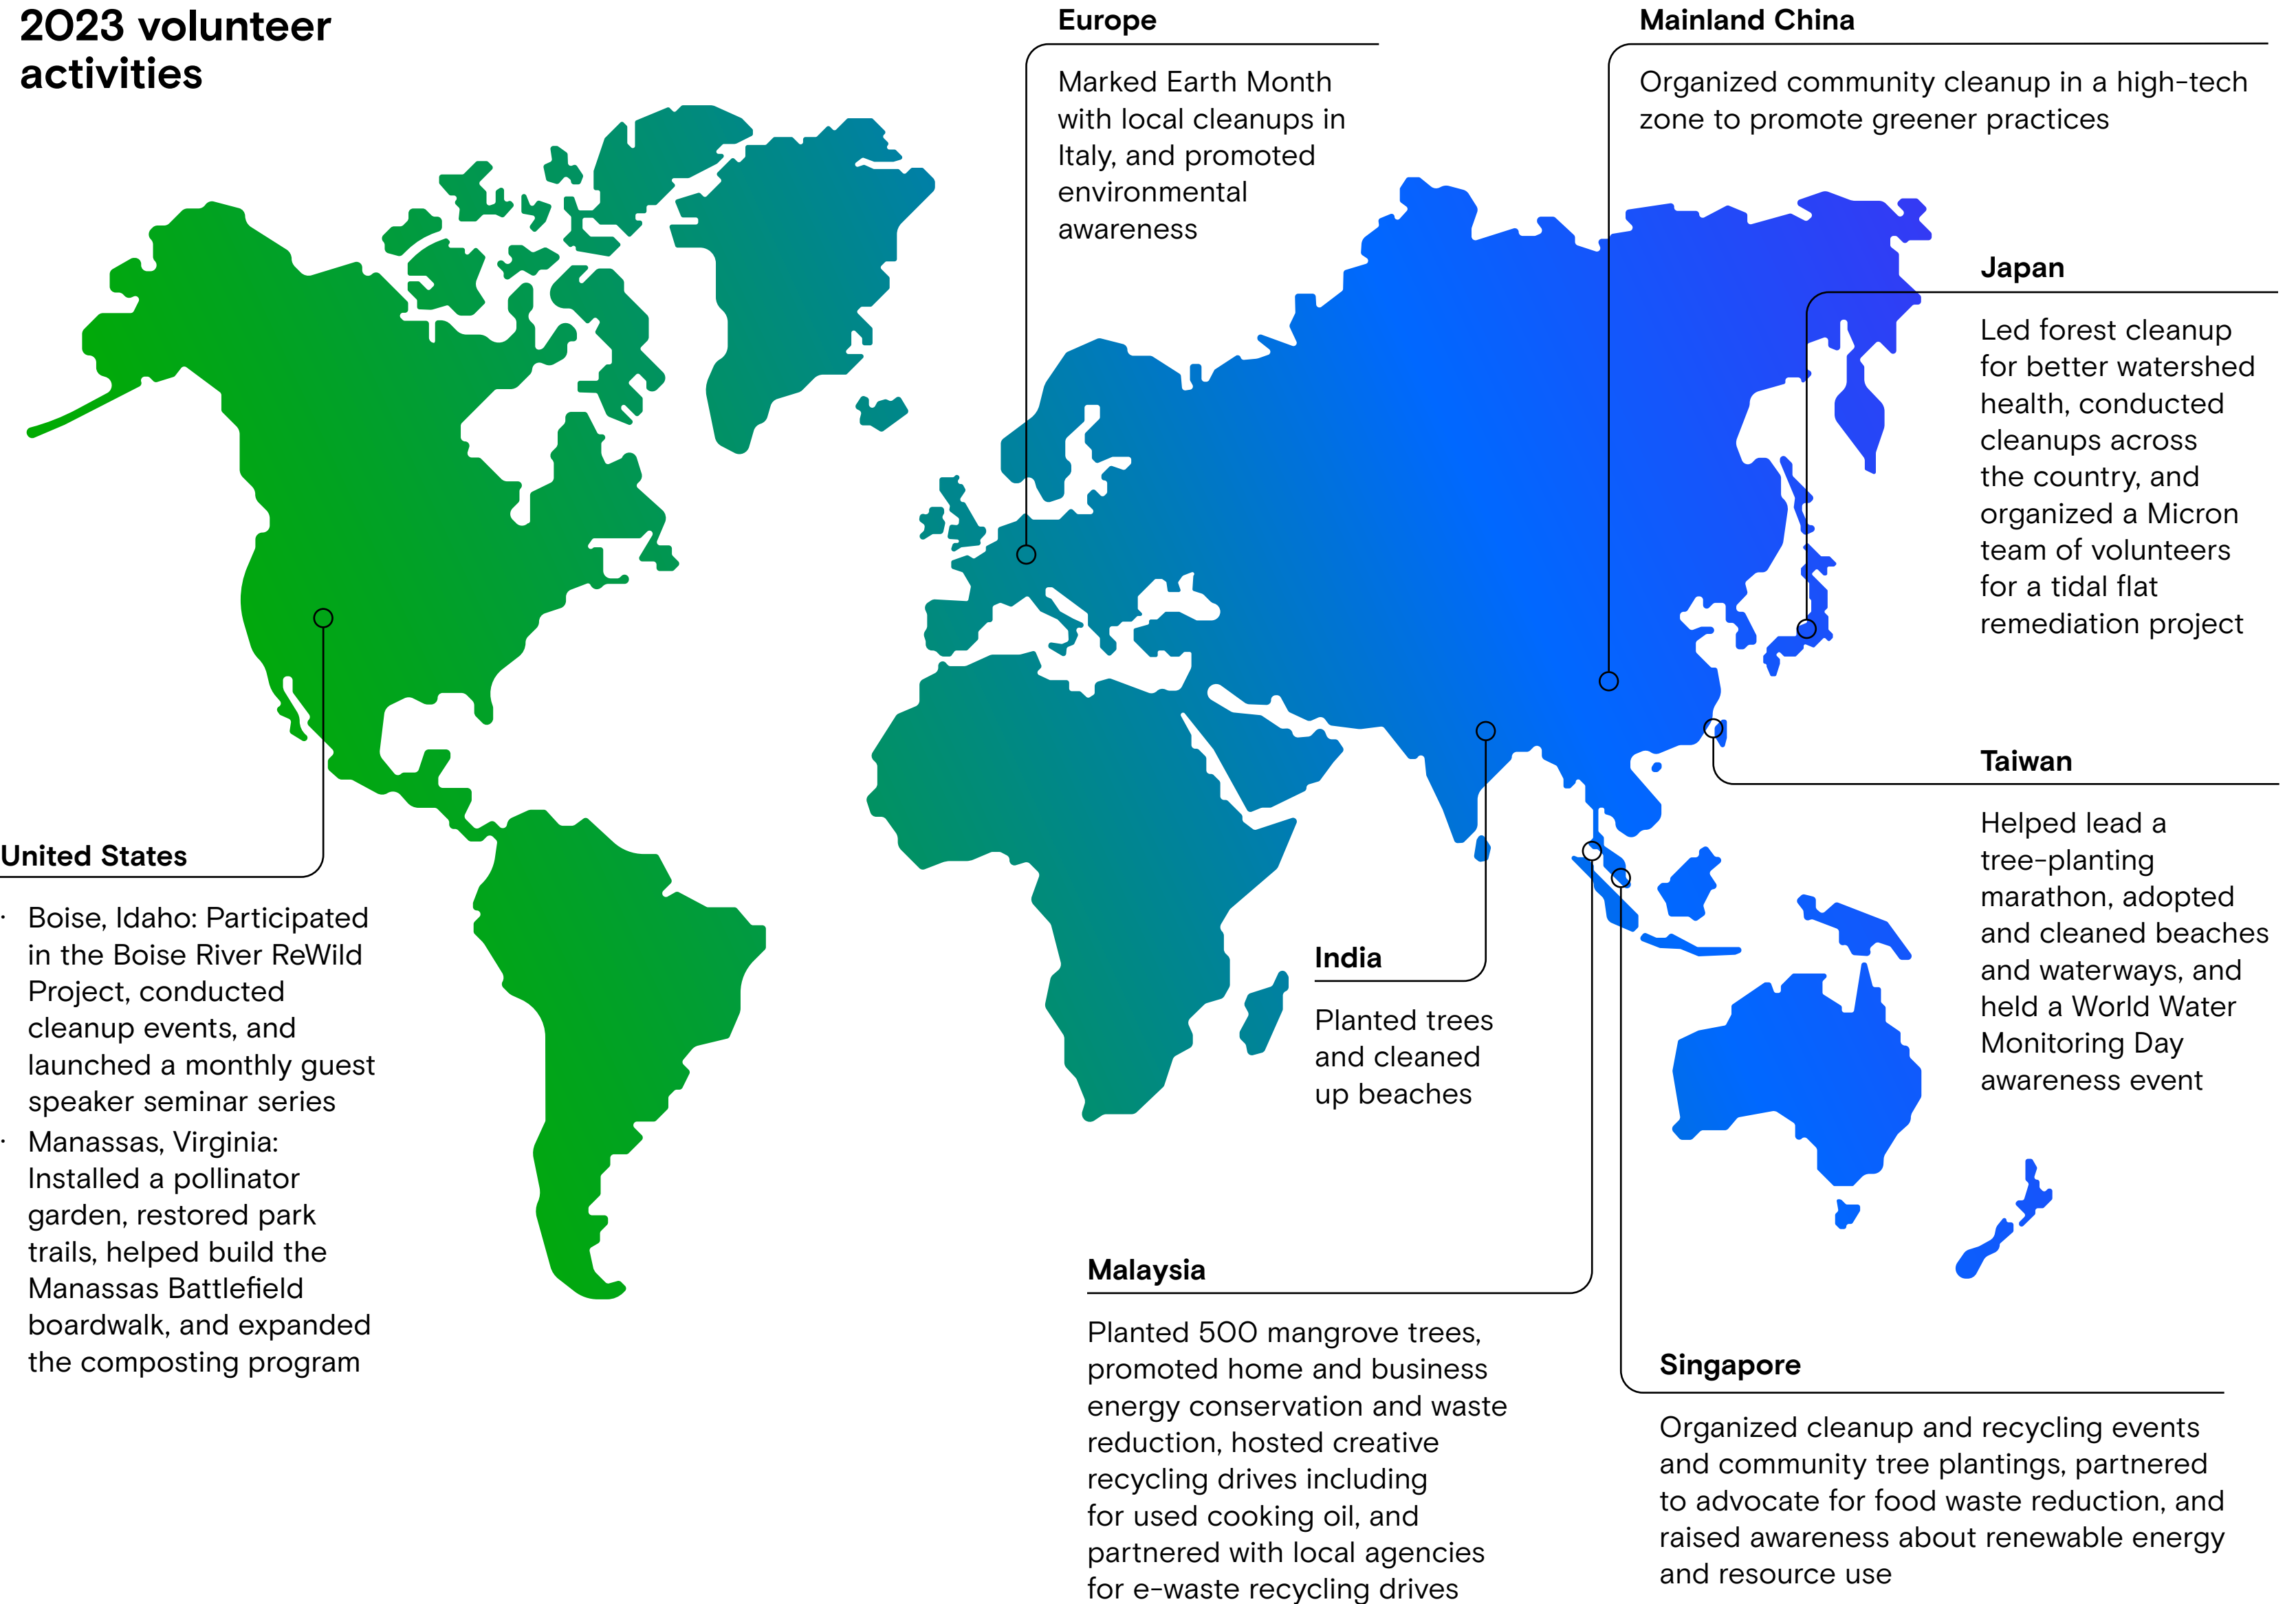 2023 volunteer
activities
Europe
Marked Earth Month
with local cleanups in
Italy, and promoted
environmental
awareness
Mainland China
Organized community cleanup in a high-tech
zone to promote greener practices
Japan
Led forest cleanup
for better watershed
health, conducted
cleanups across
the country, and
organized a Micron
team of volunteers
for a tidal flat
remediation project
Taiwan
Helped lead a
tree-planting
marathon, adopted
and cleaned beaches
and waterways, and
held a World Water
Monitoring Day
awareness event
United States
· Boise, Idaho: Participated
in the Boise River ReWild
Project, conducted
cleanup events, and
launched a monthly guest
speaker seminar series
· Manassas, Virginia:
Installed a pollinator
garden, restored park
trails, helped build the
Manassas Battlefield
boardwalk, and expanded
the composting program
India
Planted trees
and cleaned
up beaches
Malaysia
Planted 500 mangrove trees,
promoted home and business
energy conservation and waste
reduction, hosted creative
recycling drives including
for used cooking oil, and
partnered with local agencies
for e-waste recycling drives
Singapore
Organized cleanup and recycling events
and community tree plantings, partnered
to advocate for food waste reduction, and
raised awareness about renewable energy
and resource use